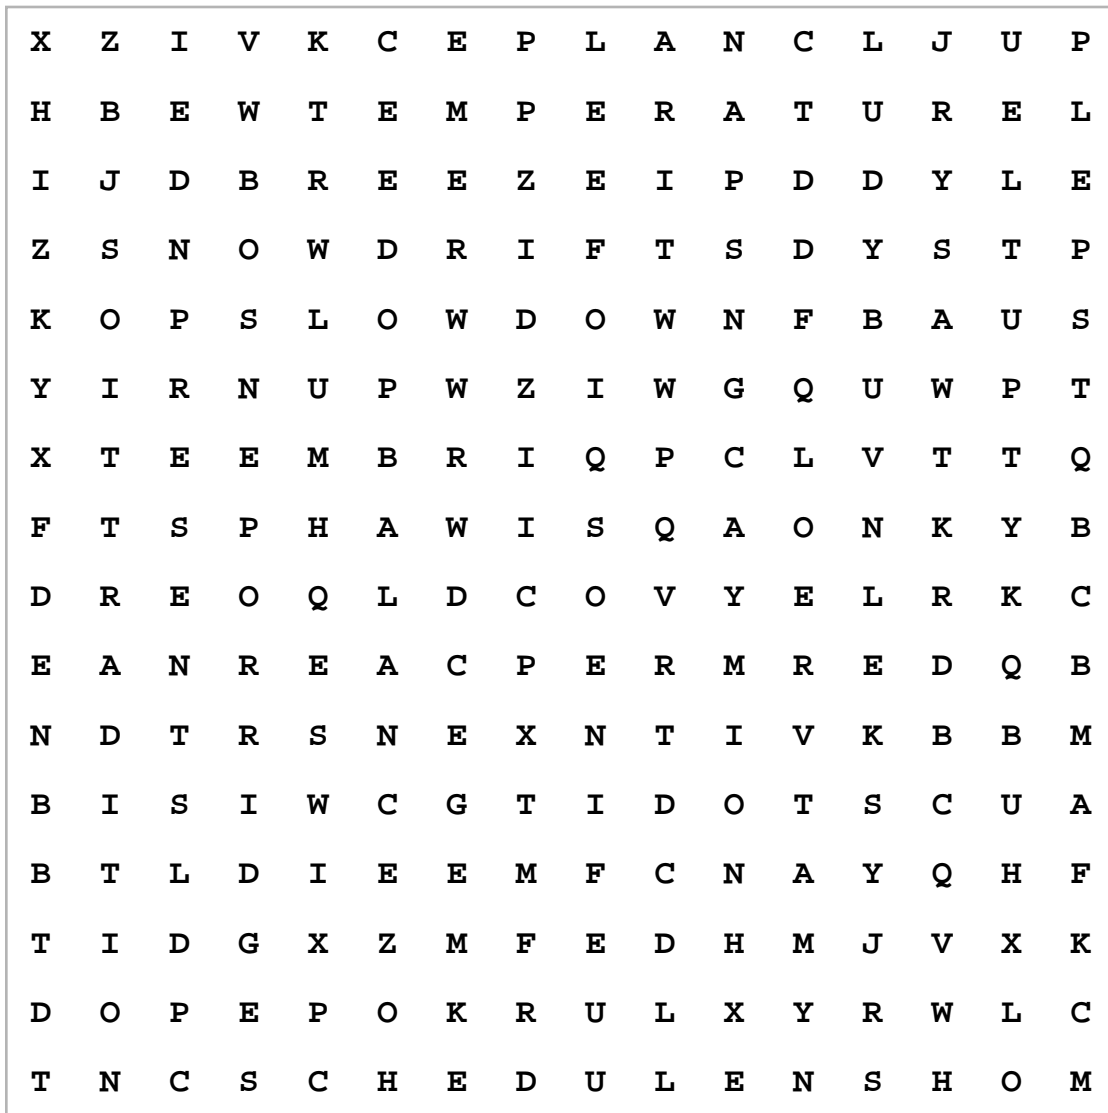 X Z I V K C E P L A N C L J U P
H B E W T E M P E R A T U R E L
I J D B R E E Z E I P D D Y L E
Z S N O W D R I F T S D Y S T P
K O P S L O W D O W N F B A U S
Y I R N U P W Z I W G Q U W P T
X T E E M B R I Q P C L V T T Q
F T S P H A W I S Q A O N K Y B
D R E O Q L D C O V Y E L R K C
E A N R E A C P E R M R E D Q B
N D T R S N E X N T I V K B B M
B I S I W C G T I D O T S C U A
B T L D I E E M F C N A Y Q H F
T I D G X Z M F E D H M J V X K
D O P E P O K R U L X Y R W L C
T N C S C H E D U L E N S H O M